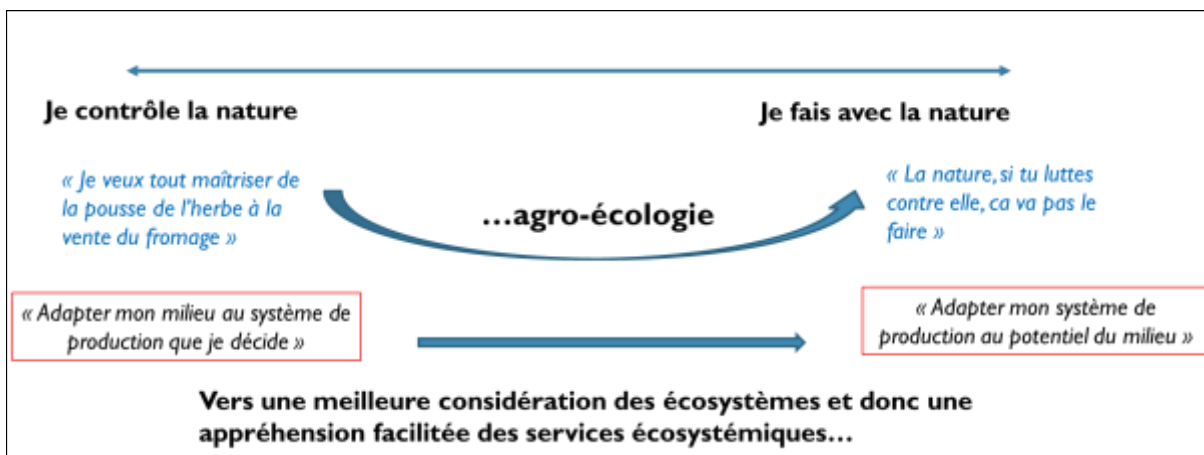 Je contrôle la nature
Je fais avec la nature
« Je veux tout maîtriser de
la pousse de l'herbe à la
vente du fromage »
…agro-écologie
« La nature, si tu luttes
contre elle, ca va pas le
faire »
« Adapter mon milieu au système de
production que je décide »
« Adapter mon système de
production au potentiel du milieu »
Vers une meilleure considération des écosystèmes et donc une
appréhension facilitée des services écosystémiques…